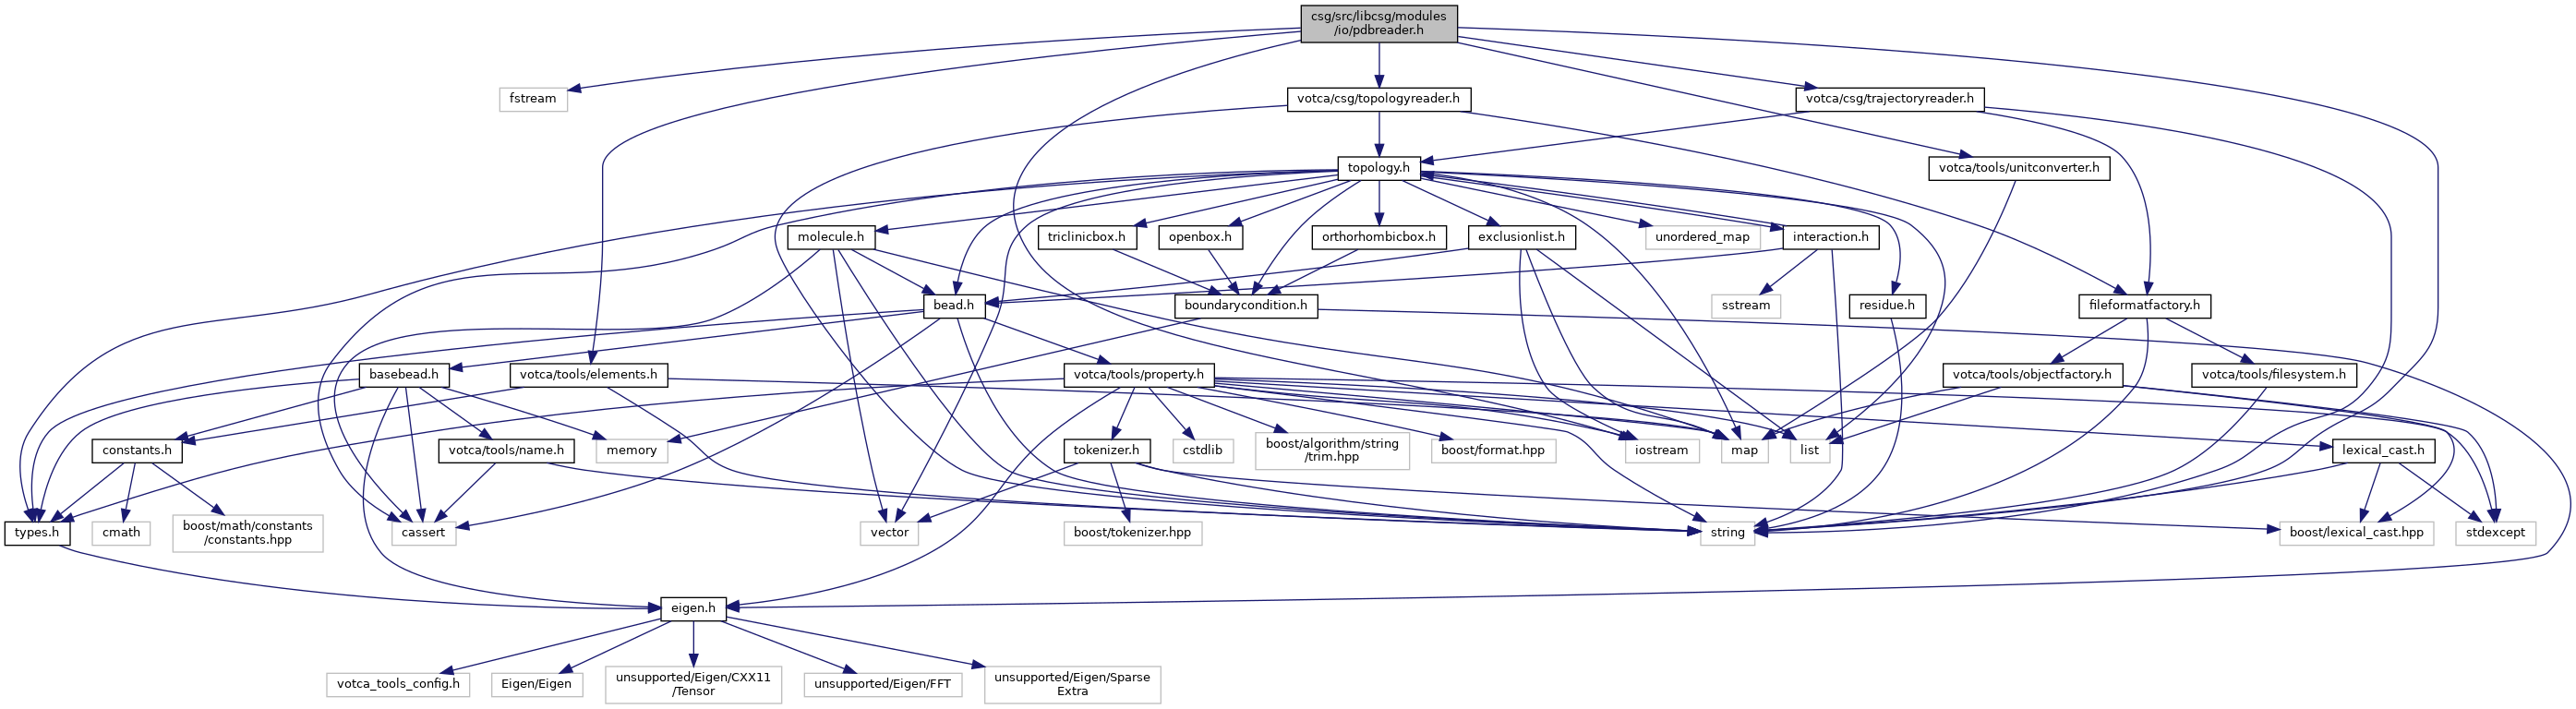 csg/src/libcsg/modules
/io/pdbreader.h
fstream
votca/csg/topologyreader.h
votca/csg/trajectoryreader.h
topology.h
votca/tools/unitconverter.h
molecule.h
triclinicbox.h
openbox.h
orthorhombicbox.h
exclusionlist.h
unordered_map
interaction.h
bead.h
boundarycondition.h
sstream
residue.h
fileformatfactory.h
basebead.h
votca/tools/elements.h
votca/tools/property.h
votca/tools/objectfactory.h
votca/tools/filesystem.h
constants.h
votca/tools/name.h
memory
tokenizer.h
cstdlib
boost/algorithm/string
/trim.hpp
boost/format.hpp
iostream
map
list
lexical_cast.h
types.h
cmath
boost/math/constants
/constants.hpp
cassert
vector
boost/tokenizer.hpp
string
boost/lexical_cast.hpp
stdexcept
eigen.h
votca_tools_config.h
Eigen/Eigen
unsupported/Eigen/CXX11
/Tensor
unsupported/Eigen/FFT
unsupported/Eigen/Sparse
Extra